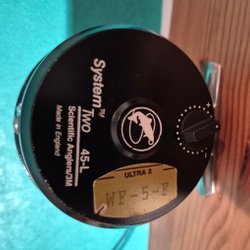 System™
Two 45-L
Scientific Anglers/3M
Made in England
ULTRA 2
WF-5-F